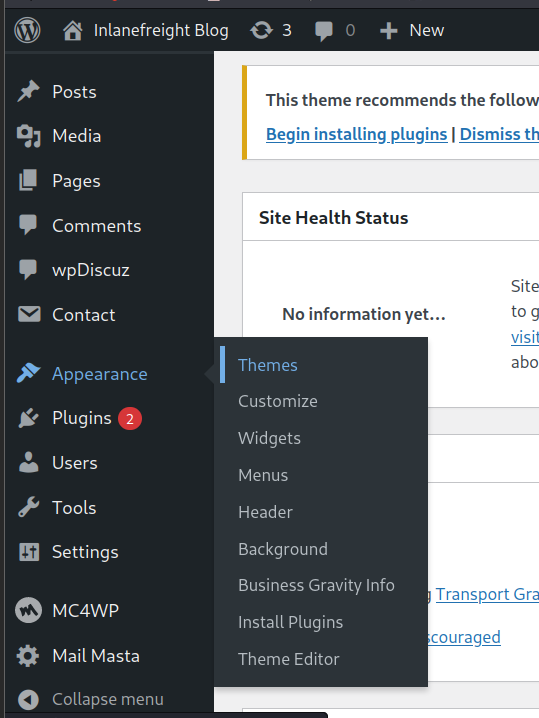 Inlanefreight Blog 3 0 New
Posts
Media
Pages
Comments
wpDiscuz
Contact
Appearance
Plugins 2
Users
Tools
Settings
MC4WP
Mail Masta
Collapse menu
Themes
Customize
Widgets
Menus
Header
Background
Business Gravity Info
Install Plugins
Theme Editor
This theme recommends the follow
Begin installing plugins | Dismiss th
Site Health Status
No information yet...
Site
to g
visit
abo
Transport Gra
scouraged